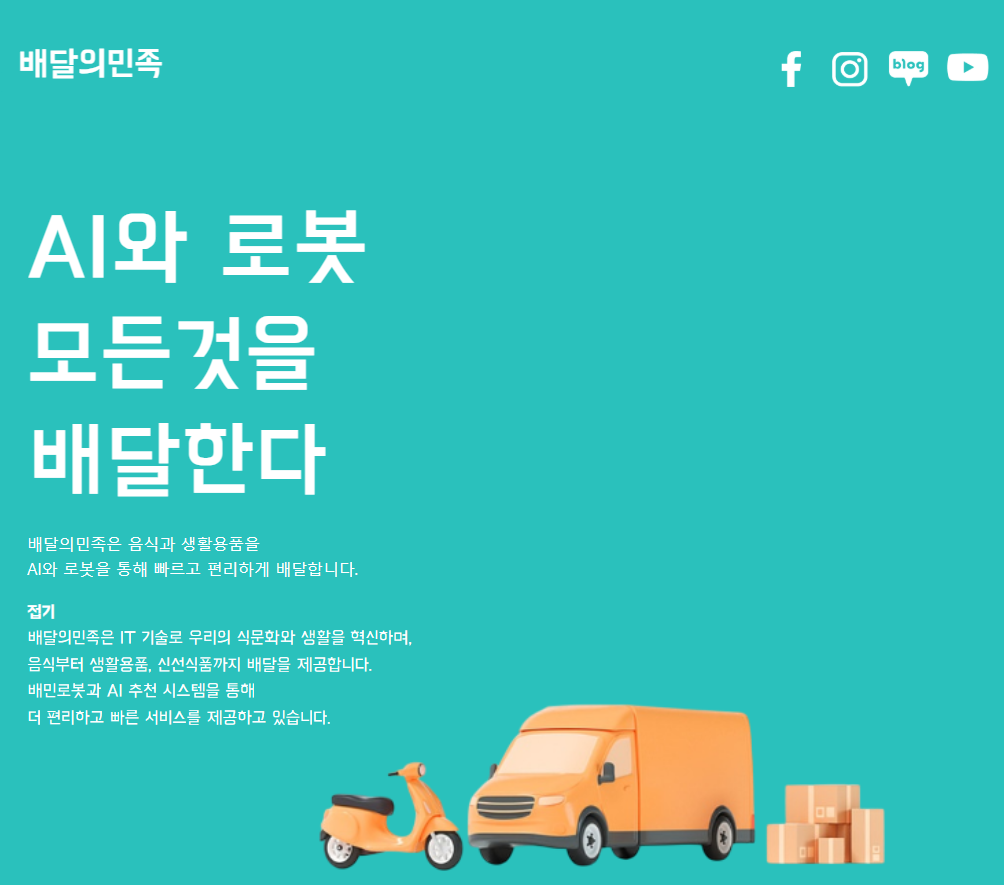 배달의민족
blog
AI와 로봇
모든것을
배달한다
배달의민족은 음식과 생활용품을
AI와 로봇을 통해 빠르고 편리하게 배달합니다.
접기
배달의민족은 IT 기술로 우리의 식문화와 생활을 혁신하며,
음식부터 생활용품, 신선식품까지 배달을 제공합니다.
배민로봇과 AI 추천 시스템을 통해
더 편리하고 빠른 서비스를 제공하고 있습니다.